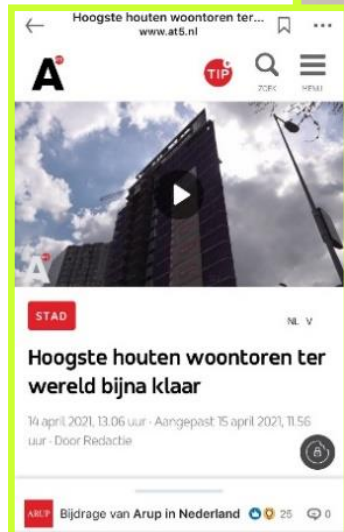 Hoogste houten woontoren ter...
www.at5.nl
A
TIP
ZOEK
MENU
A
STAD
NL V
Hoogste houten woontoren ter
wereld bijna klaar
14 april 2021, 13.06 uur · Aangepast 15 april 2021, 11.56
uur · Door Redactie
ARUP Bijdrage van Arup in Nederland 25 0